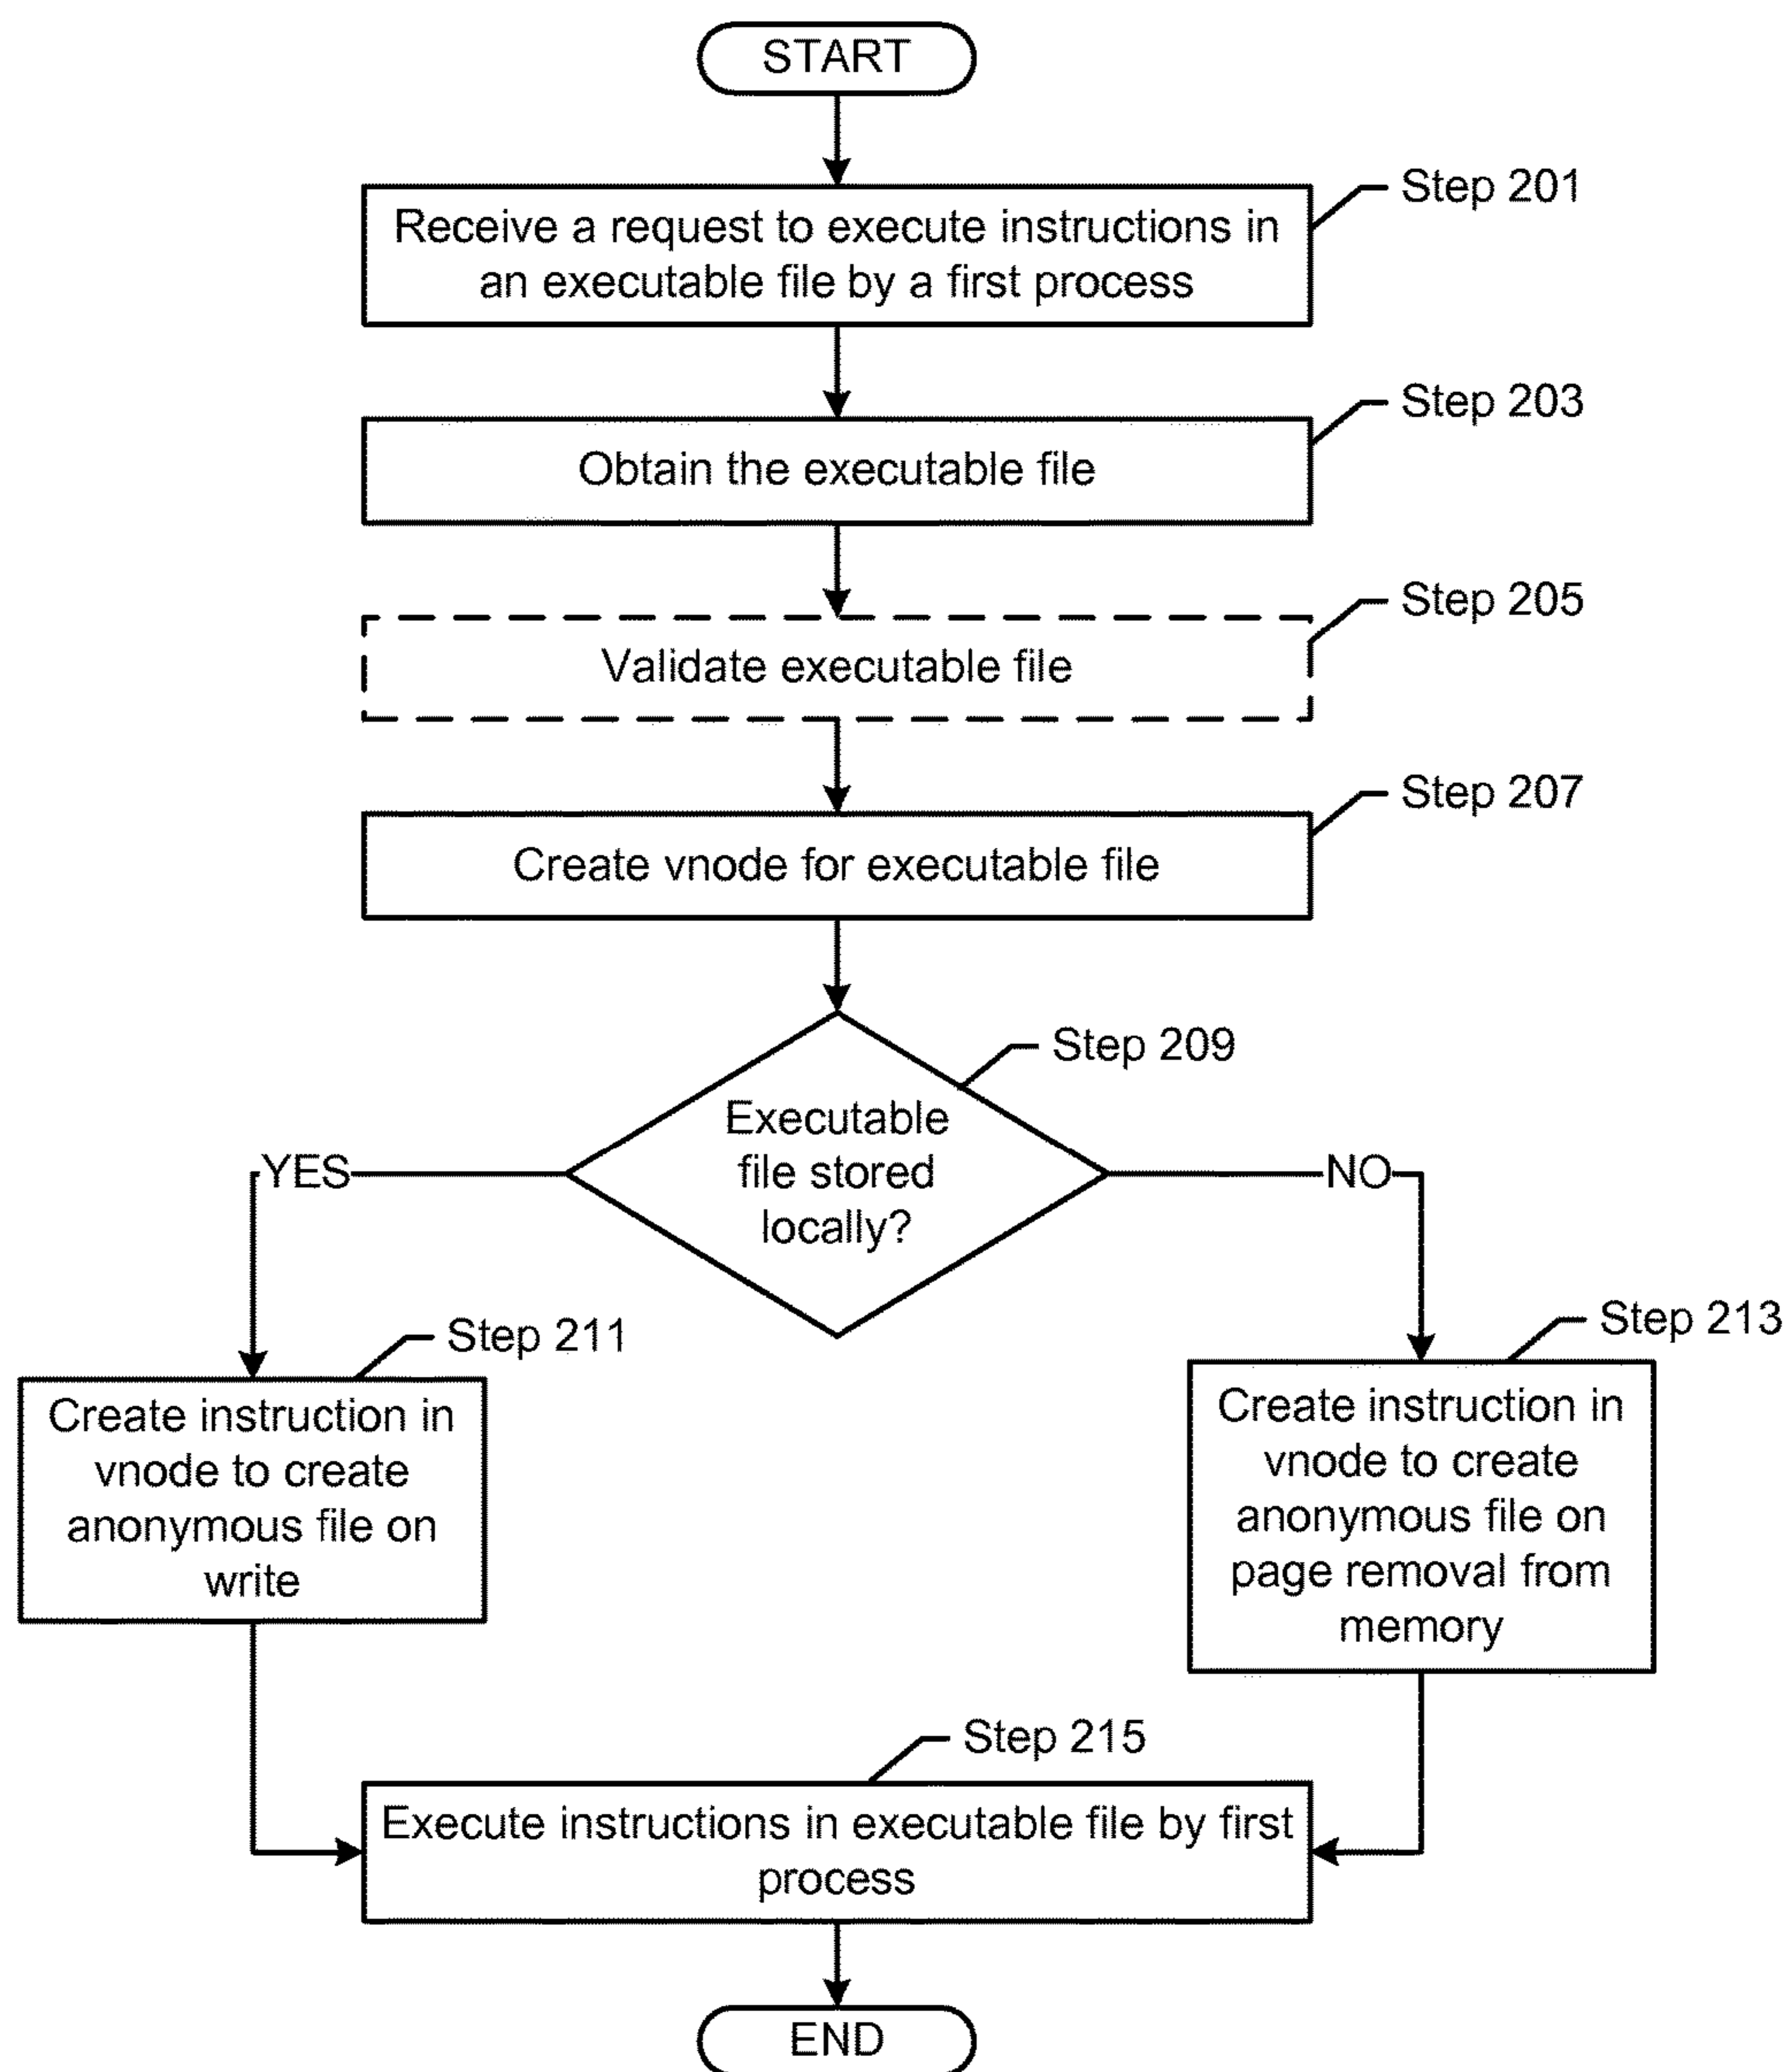 START
Step 201
Receive a request to execute instructions in
an executable file by a first process
Step 203
Obtain the executable file
Step 205
Validate executable file
Step 207
Create vnode for executable file
Step 209
Executable
file stored
locally?
YES
NO
Step 211
Create instruction in
vnode to create
anonymous file on
write
Step 213
Create instruction in
vnode to create
anonymous file on
page removal from
memory
Step 215
Execute instructions in executable file by first
process
END